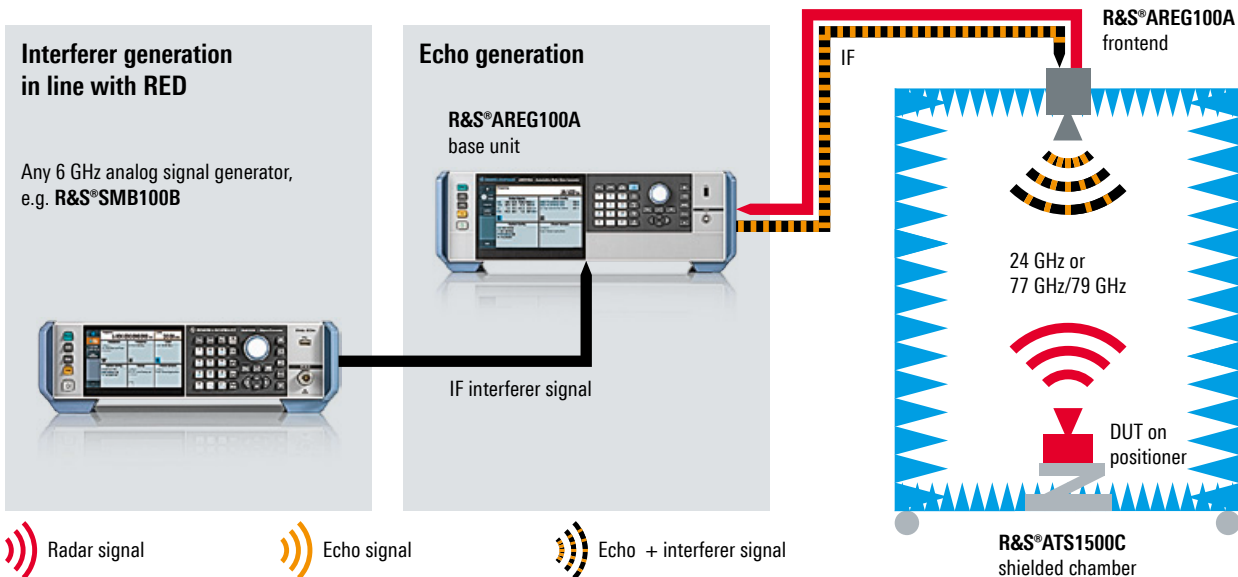 Interferer generation
in line with RED
Any 6 GHz analog signal generator,
e.g. R&S®SMB100B
Echo generation
R&S®AREG100A
base unit
IF interferer signal
IF
R&S®AREG100A
frontend
24 GHz or
77 GHz/79 GHz
DUT on
positioner
R&S®ATS1500C
shielded chamber
Radar signal
Echo signal
Echo + interferer signal